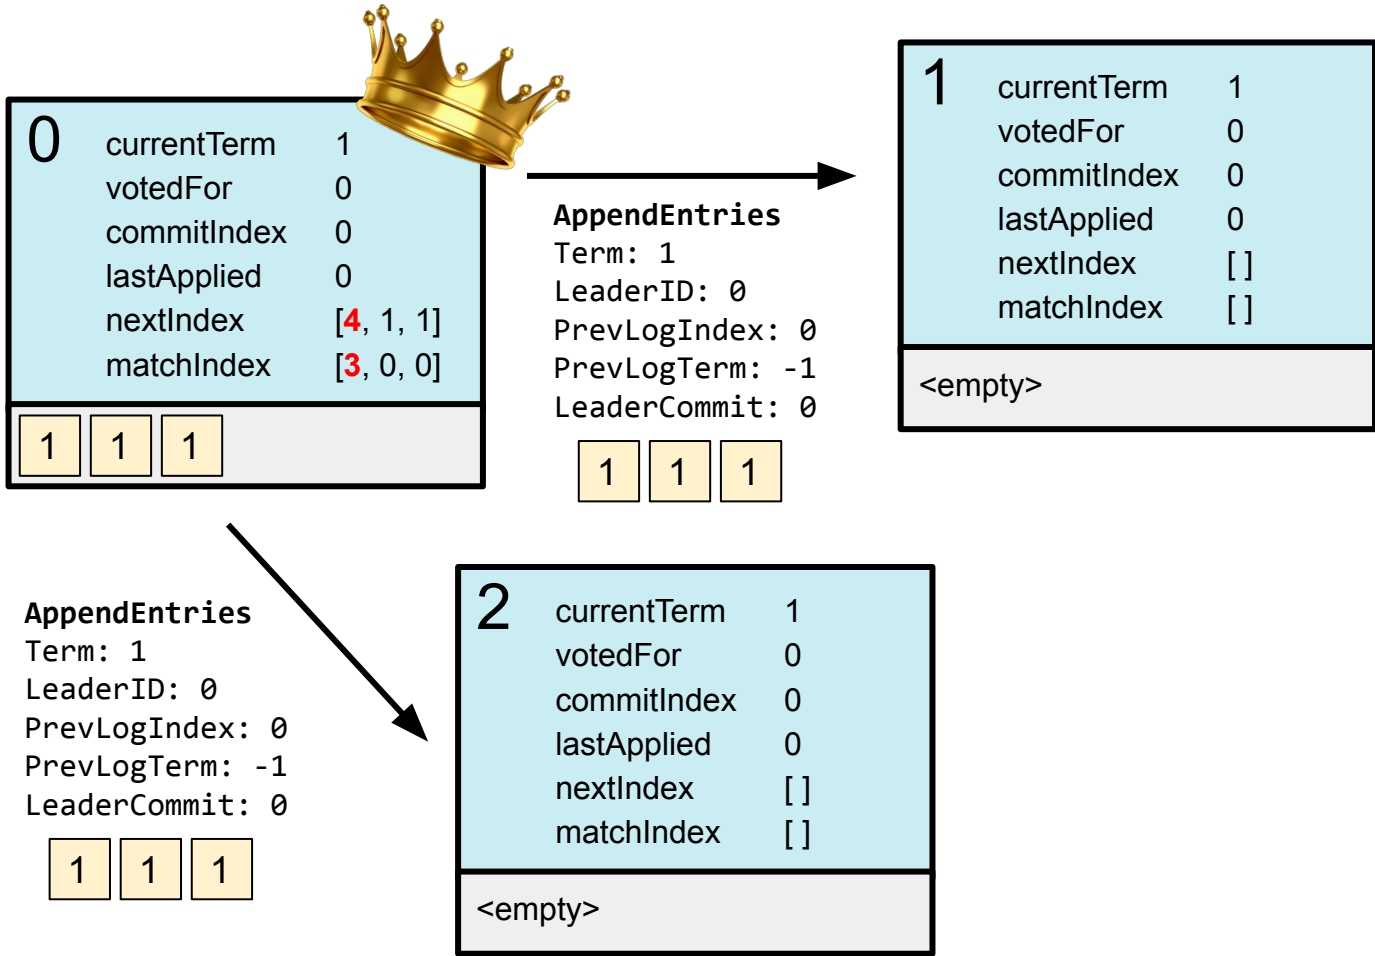 0
currentTerm 1
votedFor 0
commitIndex 0
lastApplied 0
nextIndex [4, 1, 1]
matchIndex [3, 0, 0]
1 1 1
AppendEntries
Term: 1
LeaderID: 0
PrevLogIndex: 0
PrevLogTerm: -1
LeaderCommit: 0
1 1 1
1
currentTerm 1
votedFor 0
commitIndex 0
lastApplied 0
nextIndex [ ]
matchIndex [ ]
<empty>
AppendEntries
Term: 1
LeaderID: 0
PrevLogIndex: 0
PrevLogTerm: -1
LeaderCommit: 0
1 1 1
2
currentTerm 1
votedFor 0
commitIndex 0
lastApplied 0
nextIndex [ ]
matchIndex [ ]
<empty>